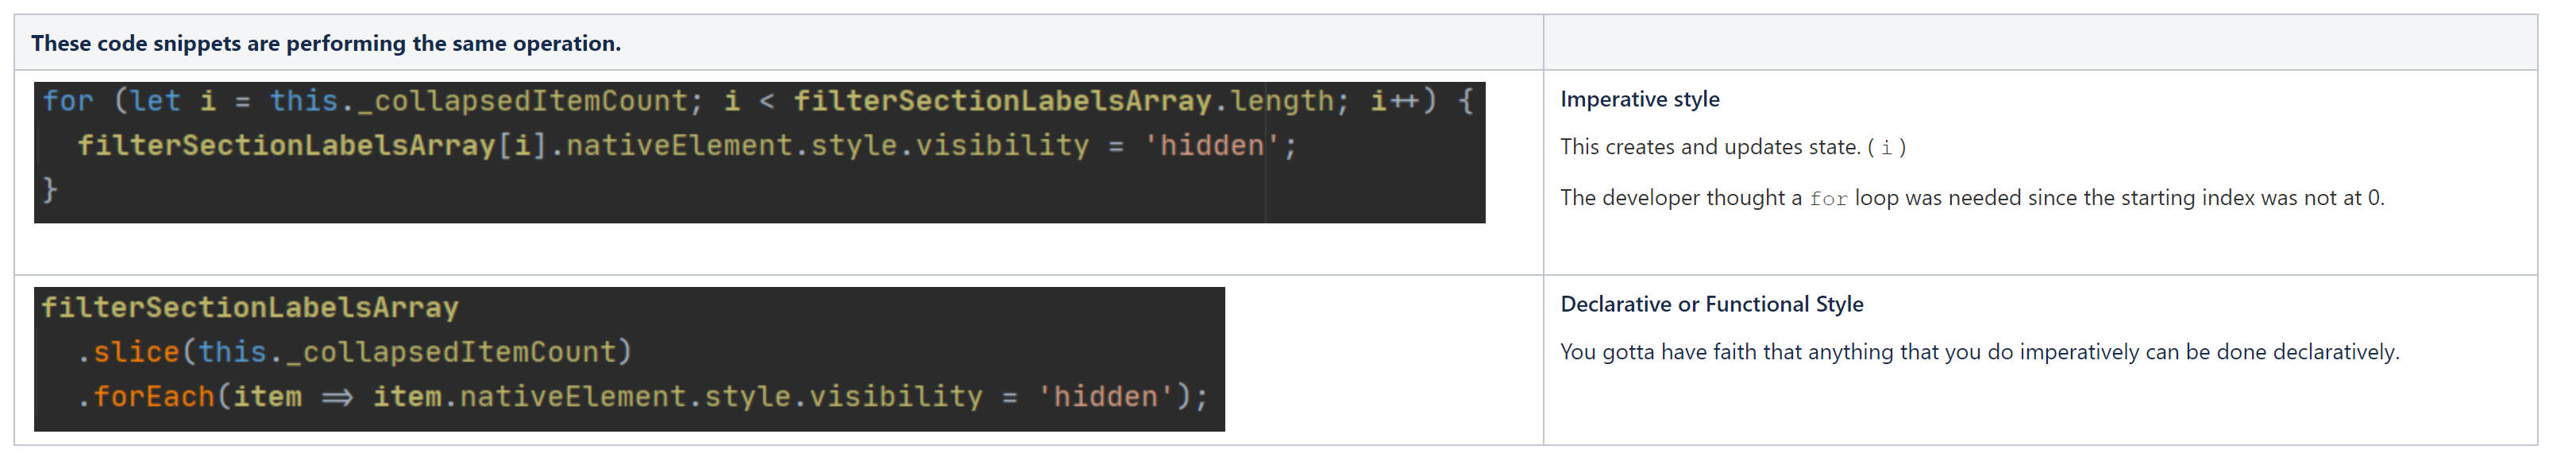 These code snippets are performing the same operation.
for (let i = this._collapsedItemCount; i < filterSectionLabelsArray.length; i++) {
  filterSectionLabelsArray[i].nativeElement.style.visibility = 'hidden';
}
Imperative style
This creates and updates state. ( i )
The developer thought a for loop was needed since the starting index was not at 0.
filterSectionLabelsArray
  .slice(this._collapsedItemCount)
  .forEach(item => item.nativeElement.style.visibility = 'hidden');
Declarative or Functional Style
You gotta have faith that anything that you do imperatively can be done declaratively.